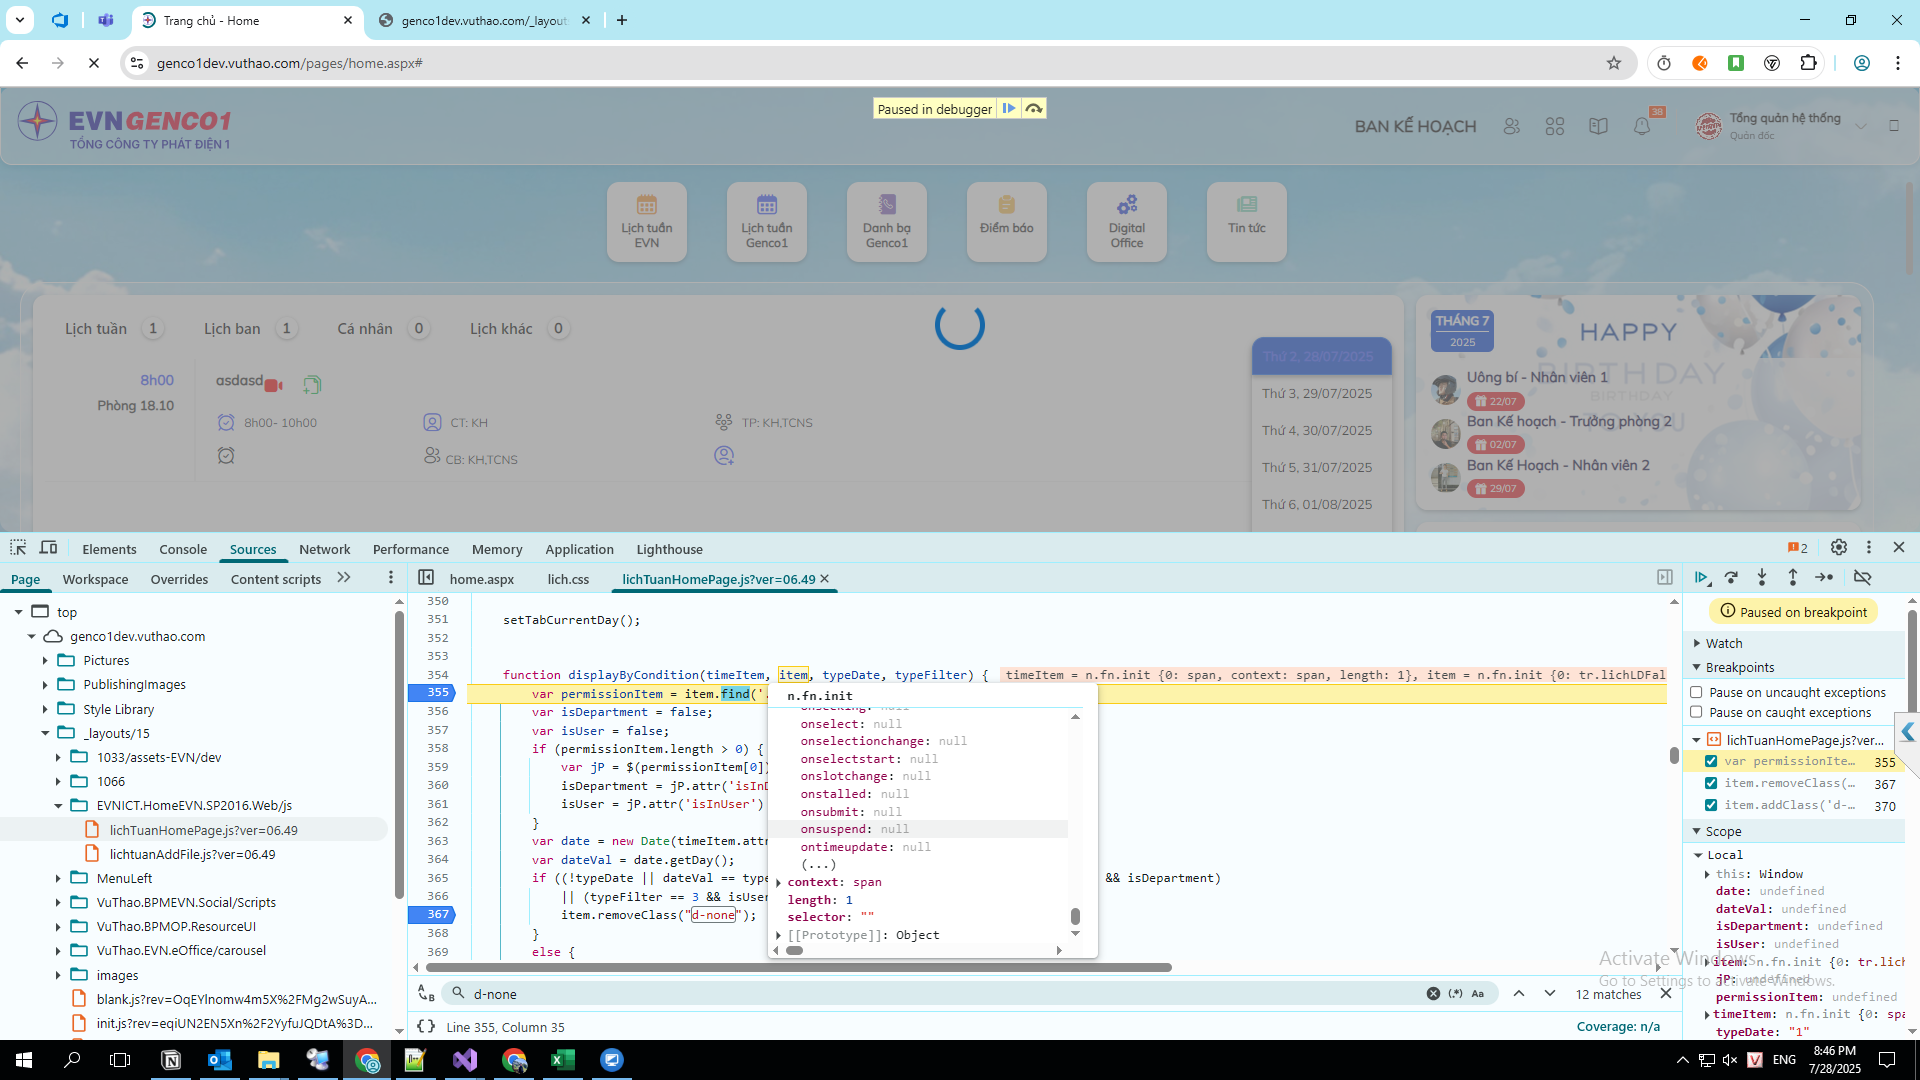 Trang chủ - Home
genco1dev.vuthao.com/_layout
genco1dev.vuthao.com/pages/home.aspx#
EVNGENCO1
TỔNG CÔNG TY PHÁT ĐIỆN 1
Paused in debugger
BAN KẾ HOẠCH
38
Tổng quản hệ thống
Quản đốc
Lịch tuần EVN
Lịch tuần Genco1
Danh bạ Genco1
Điểm báo
Digital Office
Tin tức
Lịch tuần 1
Lịch ban 1
Cá nhân 0
Lịch khác 0
8h00
Phòng 18.10
asdasd
8h00- 10h00
CT: KH
TP: KH,TCNS
CB: KH,TCNS
Thứ 2, 28/07/2025
Thứ 3, 29/07/2025
Thứ 4, 30/07/2025
Thứ 5, 31/07/2025
Thứ 6, 01/08/2025
THÁNG 7
2025
HAPPY
BIRTHDAY
BIRTHDAY
TO YOU
Uông bí - Nhân viên 1
22/07
Ban Kế hoạch - Trưởng phòng 2
02/07
Ban Kế Hoạch - Nhân viên 2
29/07
Elements Console Sources Network Performance Memory Application Lighthouse
2
Page Workspace Overrides Content scripts
home.aspx lich.css lichTuanHomePage.js?ver=06.49
top
genco1dev.vuthao.com
Pictures
PublishingImages
Style Library
_layouts/15
1033/assets-EVN/dev
1066
EVNICT.HomeEVN.SP2016.Web/js
lichTuanHomePage.js?ver=06.49
lichtuanAddFile.js?ver=06.49
MenuLeft
VuThao.BPMEVN.Social/Scripts
VuThao.BPMOP.ResourceUI
VuThao.EVN.eOffice/carousel
images
blank.js?rev=OqEYlnomw4m5X%2FMg2wSuyA...
init.js?rev=eqiUN2EN5Xn%2F2YyfuJQDtA%3D...
350
351 setTabCurrentDay();
352
353
354 function displayByCondition(timeItem, item, typeDate, typeFilter) { timeItem = n.fn.init {0: span, context: span, length: 1}, item = n.fn.init {0: tr.lichLDFal
355 var permissionItem = item.find('.
356 var isDepartment = false;
357 var isUser = false;
358 if (permissionItem.length > 0) {
359 var jP = $(permissionItem[0])
360 isDepartment = jP.attr('isInD
361 isUser = jP.attr('isInUser')
362 }
363 var date = new Date(timeItem.attr
364 var dateVal = date.getDay();
365 if ((!typeDate || dateVal == type && isDepartment)
366 || (typeFilter == 3 && isUser
367 item.removeClass("d-none");
368 }
369 else {
n.fn.init
onseeking: null
onselect: null
onselectionchange: null
onselectstart: null
onslotchange: null
onstalled: null
onsubmit: null
onsuspend: null
ontimeupdate: null
(...)
context: span
length: 1
selector: ""
[[Prototype]]: Object
d-none
12 matches
Line 355, Column 35
Coverage: n/a
Paused on breakpoint
Watch
Breakpoints
Pause on uncaught exceptions
Pause on caught exceptions
lichTuanHomePage.js?ver...
var permissionIte... 355
item.removeClass(... 367
item.addClass('d-... 370
Scope
Local
this: Window
date: undefined
dateVal: undefined
isDepartment: undefined
isUser: undefined
item: n.fn.init {0: tr.lich
jP: undefined
permissionItem: undefined
timeItem: n.fn.init {0: spa
typeDate: "1"
Activate Windows
Go to Settings to activate Windows.
ENG
8:46 PM
7/28/2025